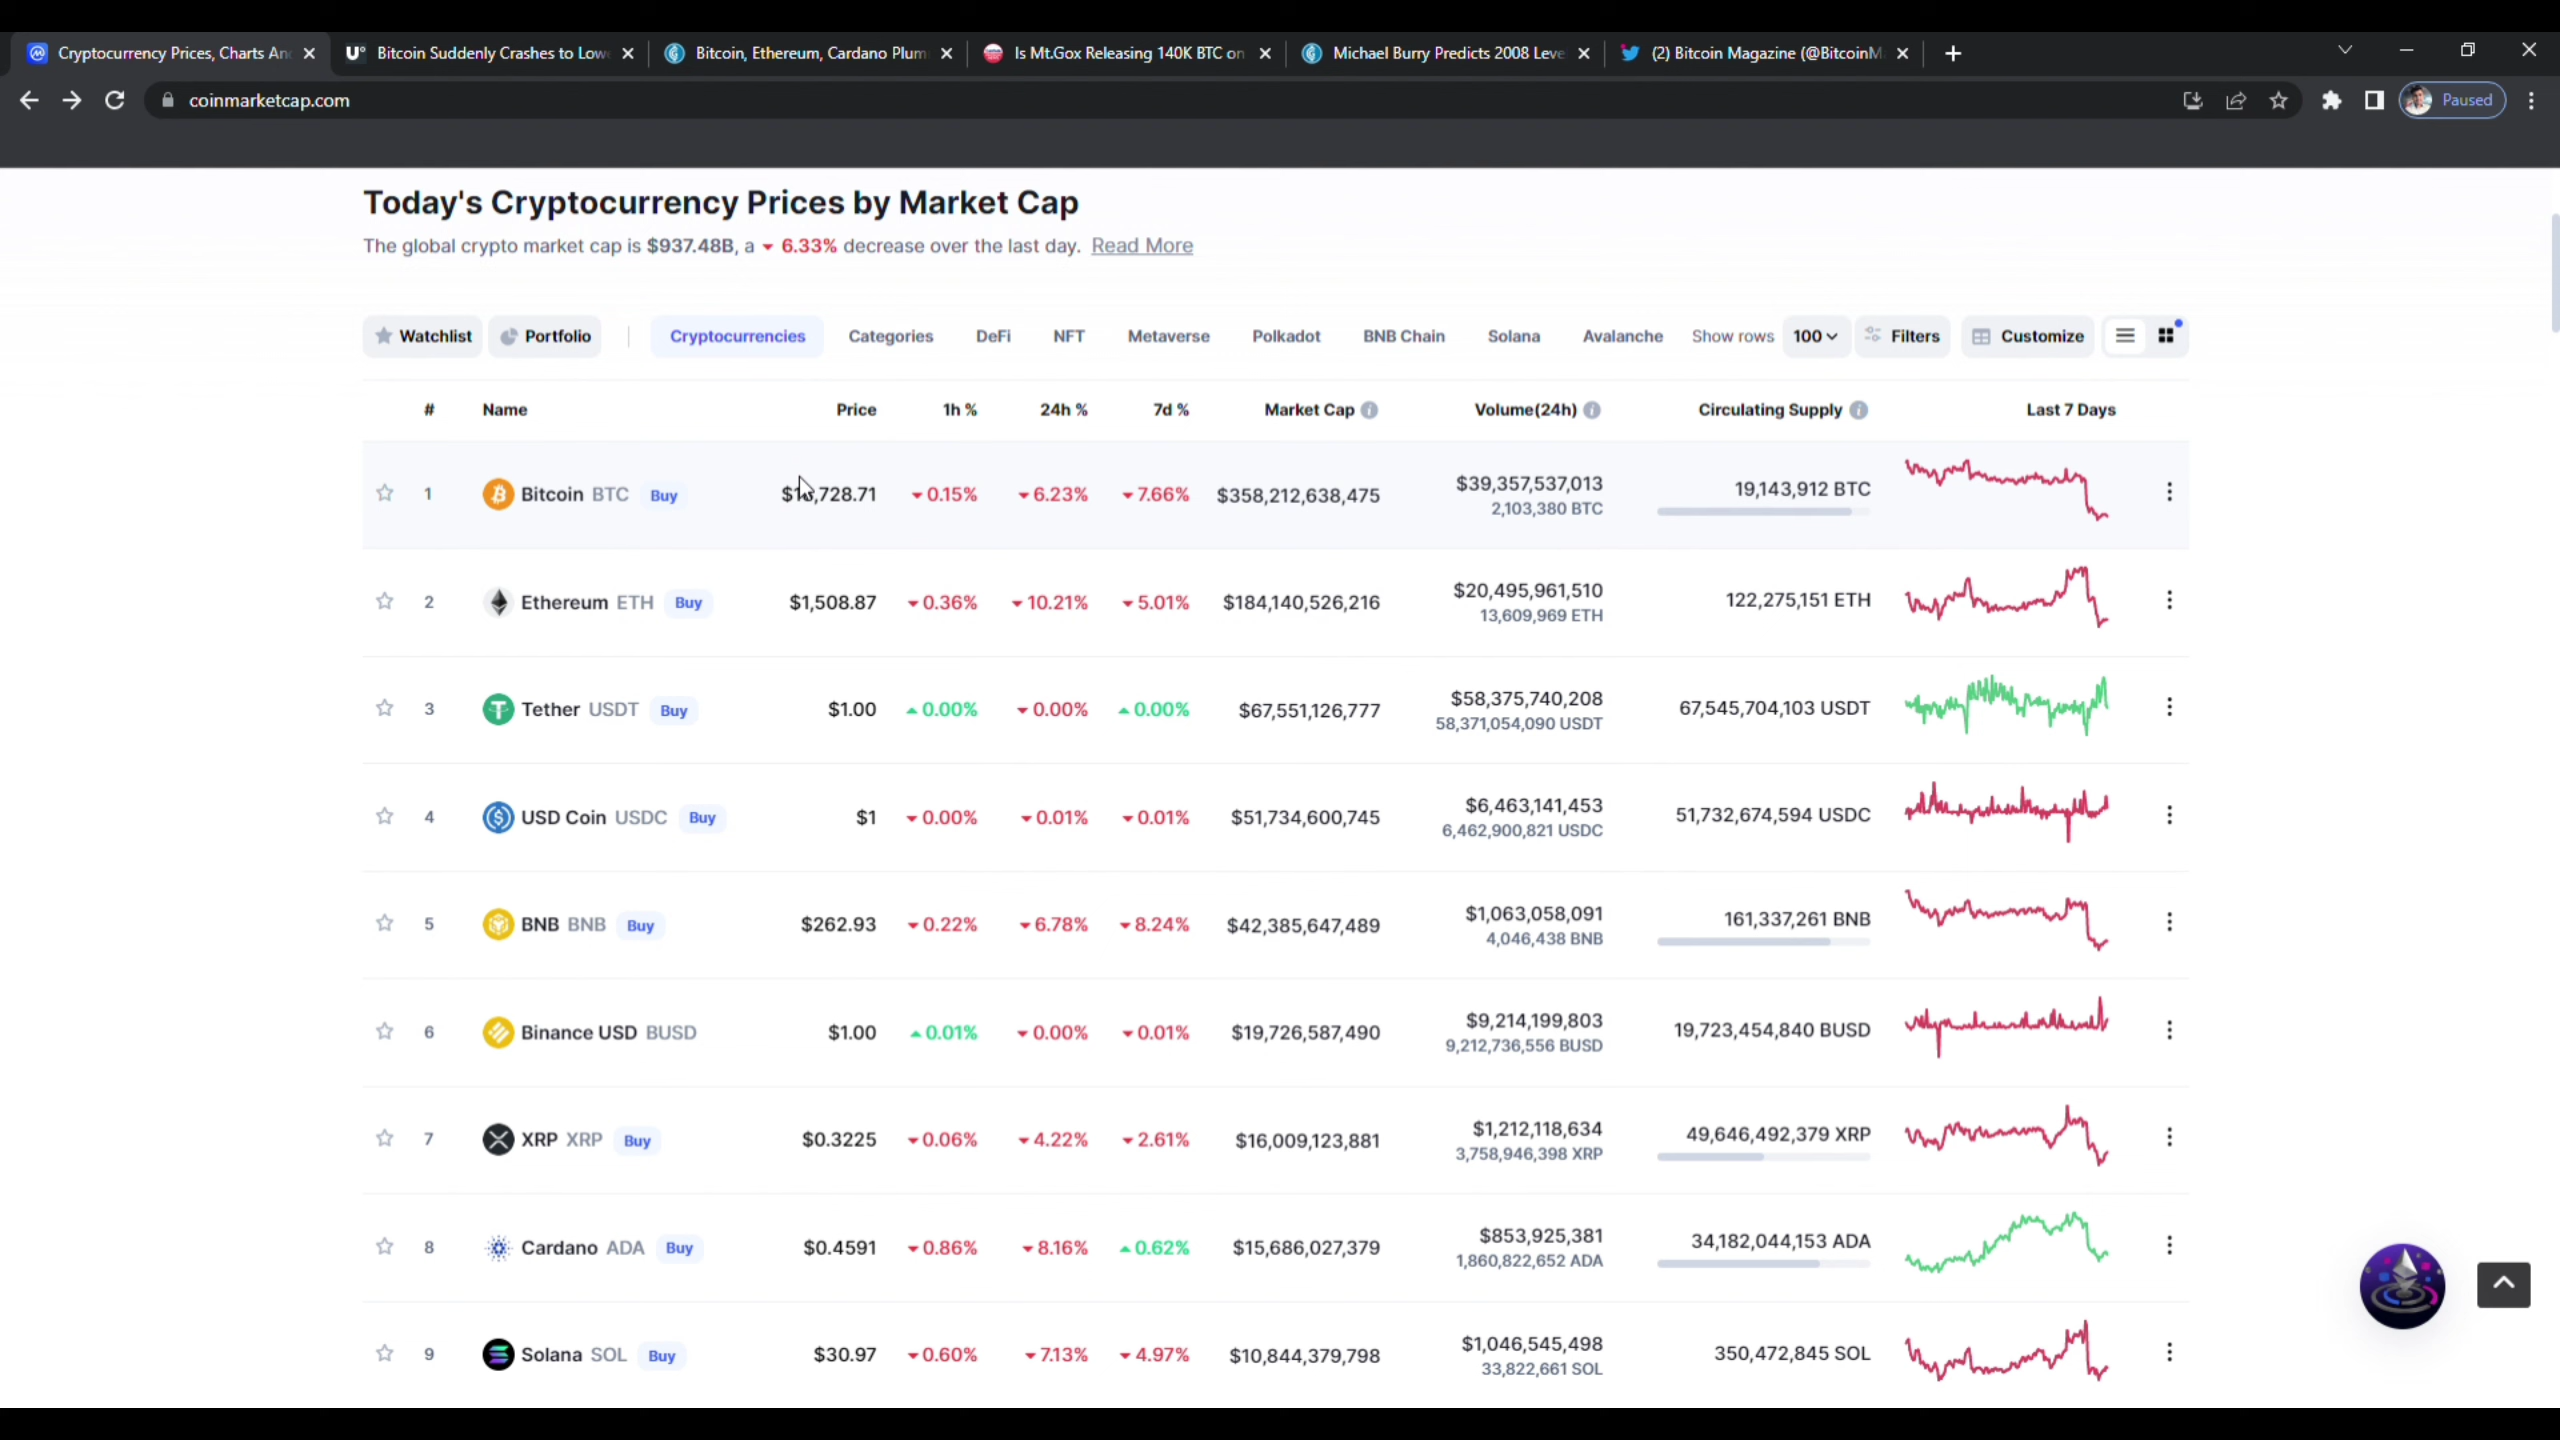 Cryptocurrency Prices, Charts An
Bitcoin Suddenly Crashes to Low
Bitcoin, Ethereum, Cardano Plum
Is Mt.Gox Releasing 140K BTC on
Michael Burry Predicts 2008 Leve
(2) Bitcoin Magazine (@BitcoinM
coinmarketcap.com
Paused
Today's Cryptocurrency Prices by Market Cap
The global crypto market cap is $937.48B, a 6.33% decrease over the last day. Read More
Watchlist Portfolio Cryptocurrencies Categories DeFi NFT Metaverse Polkadot BNB Chain Solana Avalanche Show rows 100 Filters Customize
# Name Price 1h % 24h % 7d % Market Cap Volume(24h) Circulating Supply Last 7 Days
1 Bitcoin BTC Buy 0.15% 6.23% 7.66% $358,212,638,475 $39,357,537,013 19,143,912 BTC
2,103,380 BTC
2 Ethereum ETH Buy $1,508.87 0.36% 10.21% 5.01% $184,140,526,216 $20,495,961,510 122,275,151 ETH
13,609,969 ETH
3 Tether USDT Buy $1.00 0.00% 0.00% 0.00% $67,551,126,777 $58,375,740,208 67,545,704,103 USDT
58,371,054,090 USDT
4 USD Coin USDC Buy $1 0.00% 0.01% 0.01% $51,734,600,745 $6,463,141,453 51,732,674,594 USDC
6,462,900,821 USDC
5 BNB BNB Buy $262.93 0.22% 6.78% 8.24% $42,385,647,489 $1,063,058,091 161,337,261 BNB
4,046,438 BNB
6 Binance USD BUSD $1.00 0.01% 0.00% 0.01% $19,726,587,490 $9,214,199,803 19,723,454,840 BUSD
9,212,736,556 BUSD
7 XRP XRP Buy $0.3225 0.06% 4.22% 2.61% $16,009,123,881 $1,212,118,634 49,646,492,379 XRP
3,758,946,398 XRP
8 Cardano ADA Buy $0.4591 0.86% 8.16% 0.62% $15,686,027,379 $853,925,381 34,182,044,153 ADA
1,860,822,652 ADA
9 Solana SOL Buy $30.97 0.60% 7.13% 4.97% $10,844,379,798 $1,046,545,498 350,472,845 SOL
33,822,661 SOL